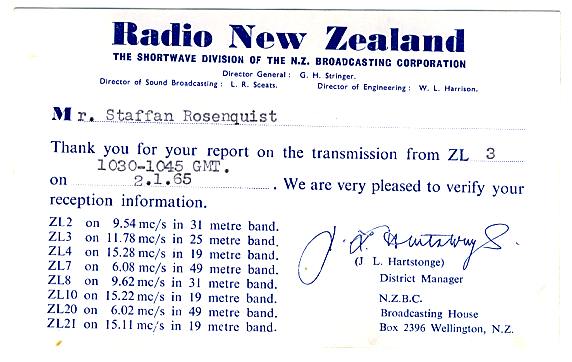 Radio New Zealand
THE SHORTWAVE DIVISION OF THE N.Z. BROADCASTING CORPORATION
Director General: G. H. Stringer.
Director of Sound Broadcasting: L. R. Sceats. Director of Engineering: W. L. Harrison.
Mr. Staffan Rosenquist
Thank you for your report on the transmission from ZL 3
1030-1045 GMT.
on 2.1.65. We are very pleased to verify your
reception information.
ZL2 on 9.54 mc/s in 31 metre band.
ZL3 on 11.78 mc/s in 25 metre band.
ZL4 on 15.28 mc/s in 19 metre band.
ZL7 on 6.08 mc/s in 49 metre band.
ZL8 on 9.62 mc/s in 31 metre band.
ZL10 on 15.22 mc/s in 19 metre band.
ZL20 on 6.02 mc/s in 49 metre band.
ZL21 on 15.11 mc/s in 19 metre band.
J. L. Hartstonge
(J L. Hartstonge)
District Manager
N.Z.B.C.
Broadcasting House
Box 2396 Wellington, N.Z.